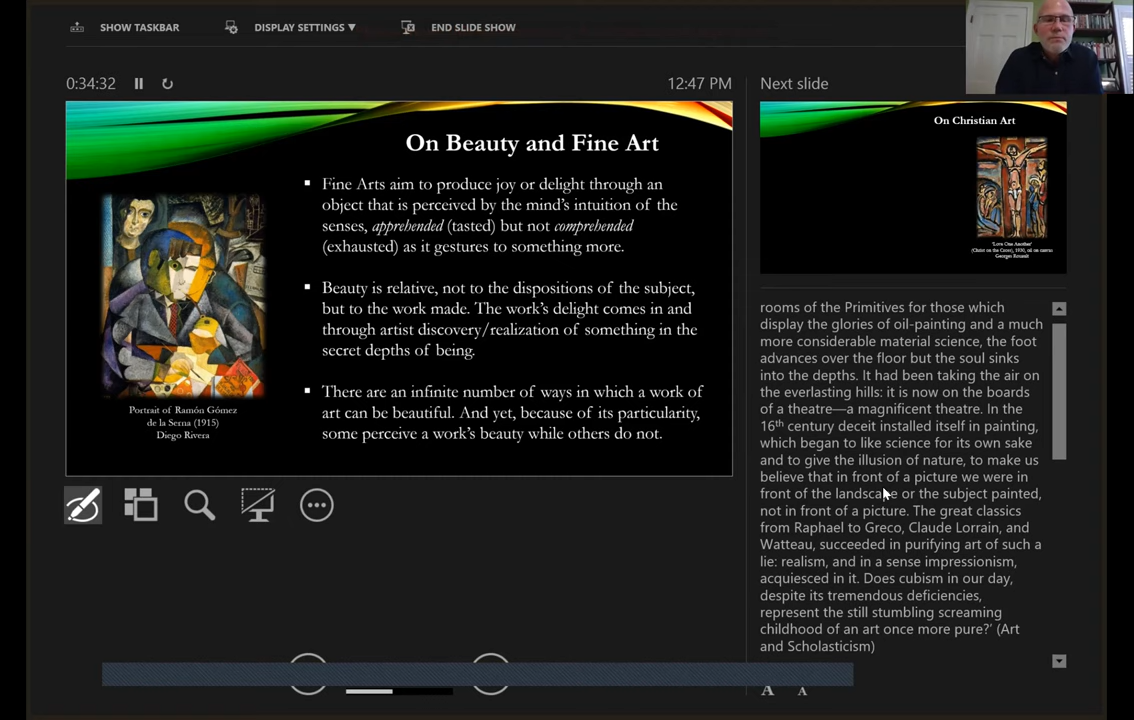 SHOW TASKBAR
DISPLAY SETTINGS ▼
END SLIDE SHOW
0:34:32
12:47 PM
On Beauty and Fine Art
▪ Fine Arts aim to produce joy or delight through an
object that is perceived by the mind's intuition of the
senses, apprehended (tasted) but not comprehended
(exhausted) as it gestures to something more.
▪ Beauty is relative, not to the dispositions of the subject,
but to the work made. The work's delight comes in and
through artist discovery/realization of something in the
secret depths of being.
▪ There are an infinite number of ways in which a work of
art can be beautiful. And yet, because of its particularity,
some perceive a work's beauty while others do not.
Portrait of Ramón Gómez
de la Serna (1915)
Diego Rivera
Next slide
On Christian Art
'Love One Another'
(Christ on the Cross), 1930, oil on canvas
Georges Rouault
rooms of the Primitives for those which
display the glories of oil-painting and a much
more considerable material science, the foot
advances over the floor but the soul sinks
into the depths. It had been taking the air on
the everlasting hills: it is now on the boards
of a theatre—a magnificent theatre. In the
16th century deceit installed itself in painting,
which began to like science for its own sake
and to give the illusion of nature, to make us
believe that in front of a picture we were in
front of the landscape or the subject painted,
not in front of a picture. The great classics
from Raphael to Greco, Claude Lorrain, and
Watteau, succeeded in purifying art of such a
lie: realism, and in a sense impressionism,
acquiesced in it. Does cubism in our day,
despite its tremendous deficiencies,
represent the still stumbling screaming
childhood of an art once more pure?' (Art
and Scholasticism)
A A